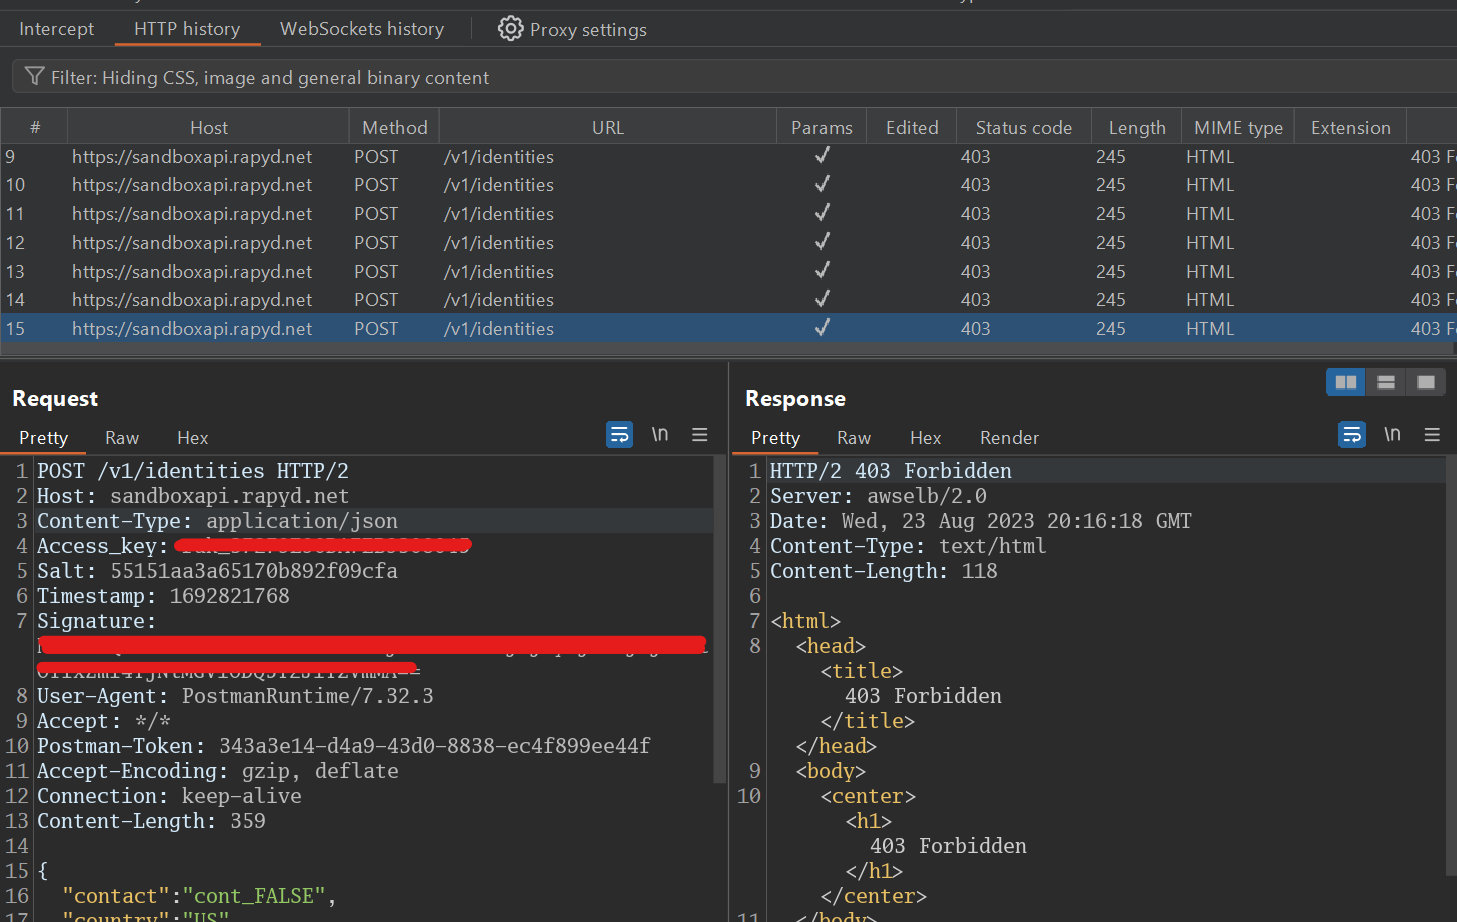 Intercept HTTP history WebSockets history Proxy settings
Filter: Hiding CSS, image and general binary content
# Host Method URL Params Edited Status code Length MIME type Extension
9 https://sandboxapi.rapyd.net POST /v1/identities ✓ 403 245 HTML 403 F
10 https://sandboxapi.rapyd.net POST /v1/identities ✓ 403 245 HTML 403 F
11 https://sandboxapi.rapyd.net POST /v1/identities ✓ 403 245 HTML 403 F
12 https://sandboxapi.rapyd.net POST /v1/identities ✓ 403 245 HTML 403 F
13 https://sandboxapi.rapyd.net POST /v1/identities ✓ 403 245 HTML 403 F
14 https://sandboxapi.rapyd.net POST /v1/identities ✓ 403 245 HTML 403 F
15 https://sandboxapi.rapyd.net POST /v1/identities ✓ 403 245 HTML 403 F
Request
Pretty Raw Hex \n
1 POST /v1/identities HTTP/2
2 Host: sandboxapi.rapyd.net
3 Content-Type: application/json
4 Access_key:
5 Salt: 55151aa3a65170b892f09cfa
6 Timestamp: 1692821768
7 Signature:
8 User-Agent: PostmanRuntime/7.32.3
9 Accept: */*
10 Postman-Token: 343a3e14-d4a9-43d0-8838-ec4f899ee44f
11 Accept-Encoding: gzip, deflate
12 Connection: keep-alive
13 Content-Length: 359
14
15 {
16 "contact":"cont_FALSE",
17 "country":"US"
Response
Pretty Raw Hex Render \n
1 HTTP/2 403 Forbidden
2 Server: awselb/2.0
3 Date: Wed, 23 Aug 2023 20:16:18 GMT
4 Content-Type: text/html
5 Content-Length: 118
6
7 <html>
8 <head>
<title>
403 Forbidden
</title>
</head>
9 <body>
10 <center>
<h1>
403 Forbidden
</h1>
</center>
11 </body>